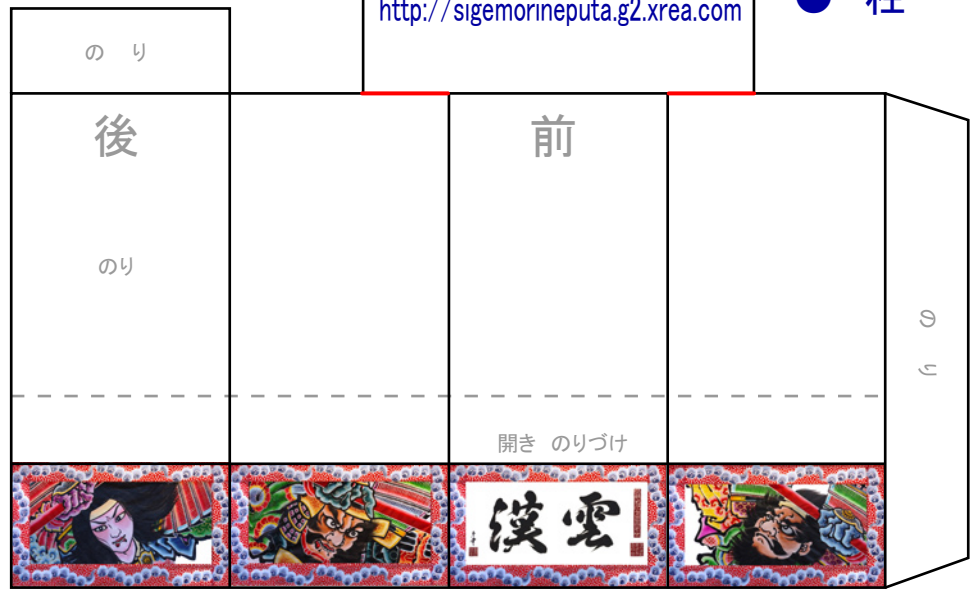 http://sigemorineputa.g2.xrea.com
のり
後
前
のり
のり
開き のりづけ
雲漢